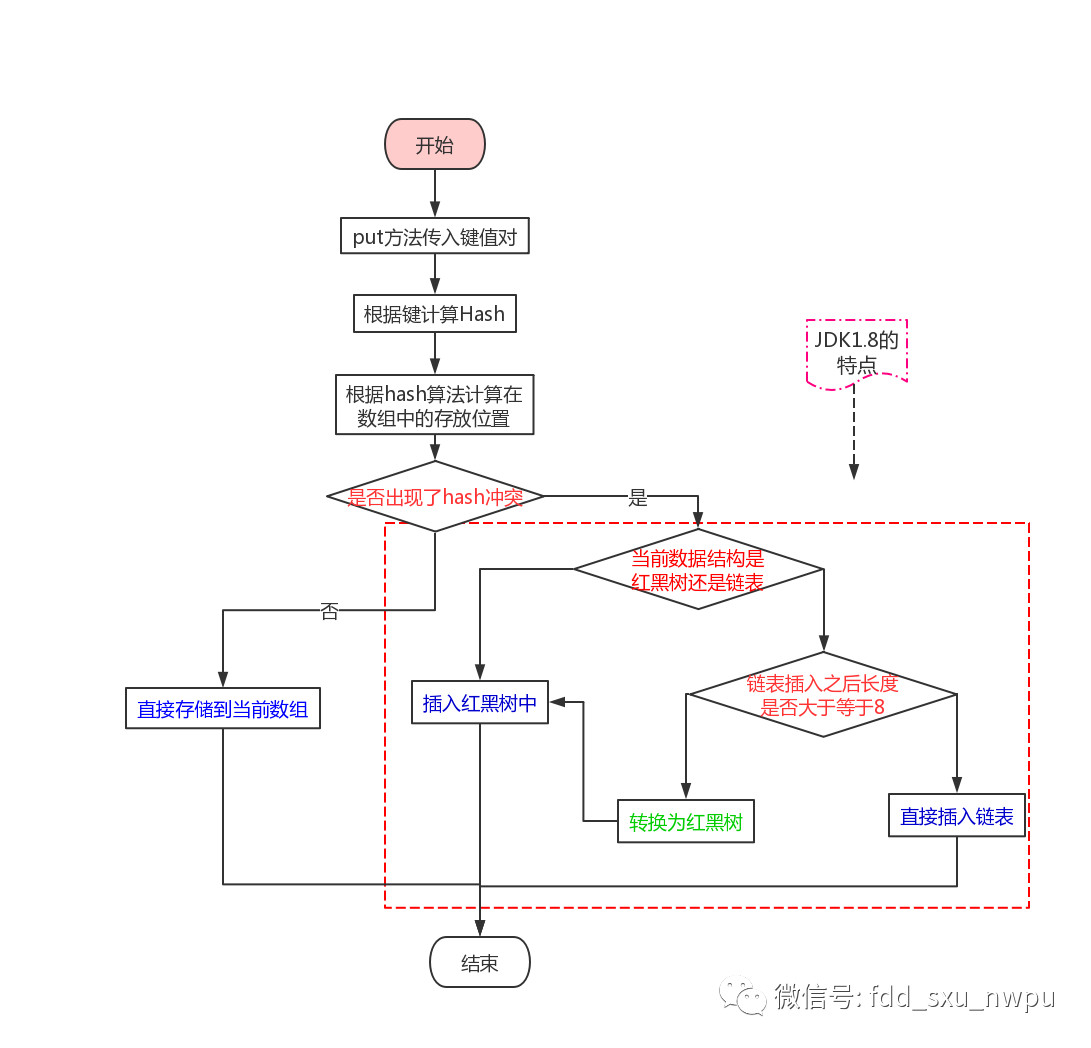 开始
put方法传入键值对
根据键计算Hash
根据hash算法计算在
数组中的存放位置
JDK1.8的
特点
是否出现了hash冲突
是
当前数据结构是
红黑树还是链表
否
链表插入之后长度
是否大于等于8
直接存储到当前数组
插入红黑树中
转换为红黑树
直接插入链表
结束
微信号: fdd_sxu_nwpu